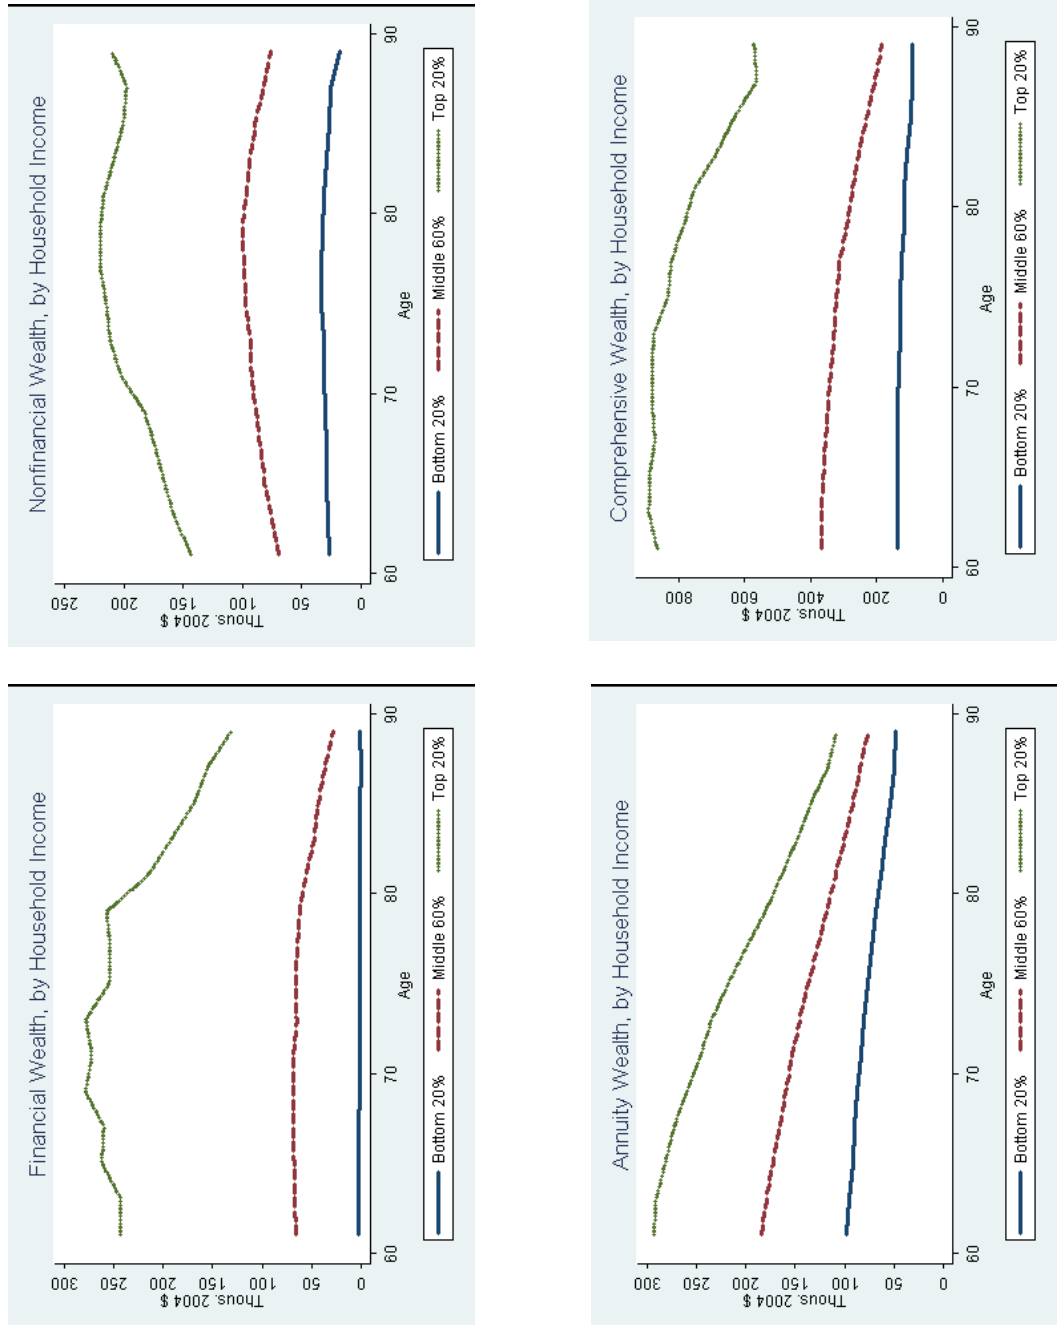 Nonfinancial Wealth, by Household Income
Thous. 2004 $
250
200
150
100
50
0
60
70
80
90
Age
Bottom 20%
Middle 60%
Top 20%
Comprehensive Wealth, by Household Income
Thous. 2004 $
800
600
400
200
0
60
70
80
90
Age
Bottom 20%
Middle 60%
Top 20%
Financial Wealth, by Household Income
Thous. 2004 $
300
250
200
150
100
50
0
60
70
80
90
Age
Bottom 20%
Middle 60%
Top 20%
Annuity Wealth, by Household Income
Thous. 2004 $
300
250
200
150
100
50
0
60
70
80
90
Age
Bottom 20%
Middle 60%
Top 20%